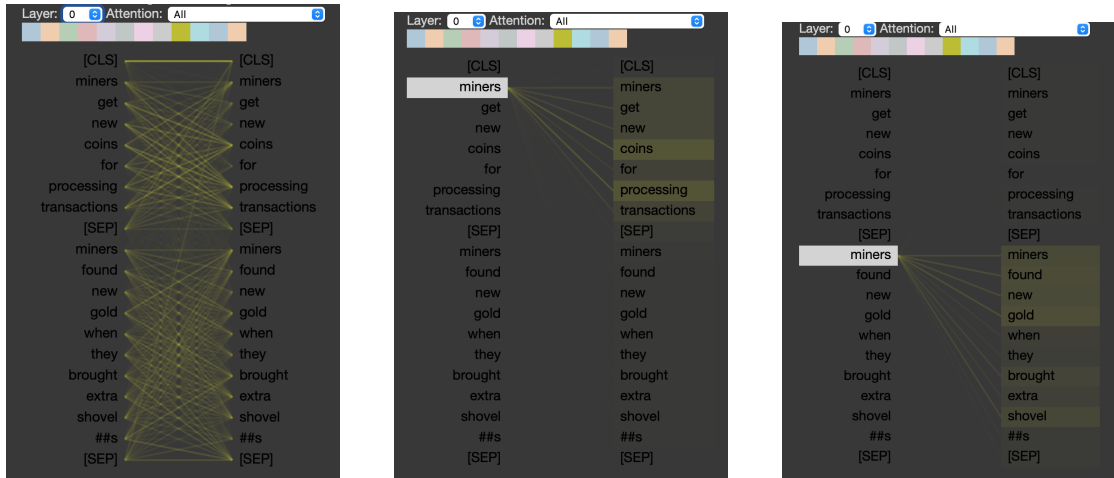 Layer: 0 Attention: All
[CLS] [CLS]
miners miners
get get
new new
coins coins
for for
processing processing
transactions transactions
[SEP] [SEP]
miners miners
found found
new new
gold gold
when when
they they
brought brought
extra extra
shovel shovel
##s ##s
[SEP] [SEP]
Layer: 0 Attention: All
[CLS] [CLS]
miners miners
get get
new new
coins coins
for for
processing processing
transactions transactions
[SEP] [SEP]
miners miners
found found
new new
gold gold
when when
they they
brought brought
extra extra
shovel shovel
##s ##s
[SEP] [SEP]
Layer: 0 Attention: All
[CLS] [CLS]
miners miners
get get
new new
coins coins
for for
processing processing
transactions transactions
[SEP] [SEP]
miners miners
found found
new new
gold gold
when when
they they
brought brought
extra extra
shovel shovel
##s ##s
[SEP] [SEP]